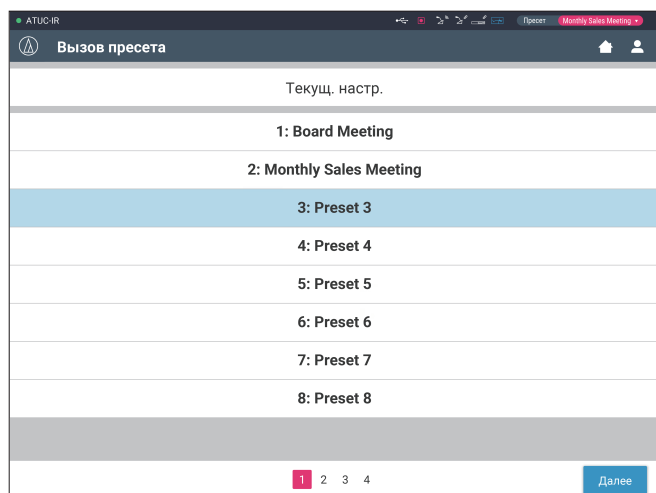 ATUC-IR Пресет Monthly Sales Meeting
Вызов пресета
Текущ. настр.
1: Board Meeting
2: Monthly Sales Meeting
3: Preset 3
4: Preset 4
5: Preset 5
6: Preset 6
7: Preset 7
8: Preset 8
1 2 3 4 Далее